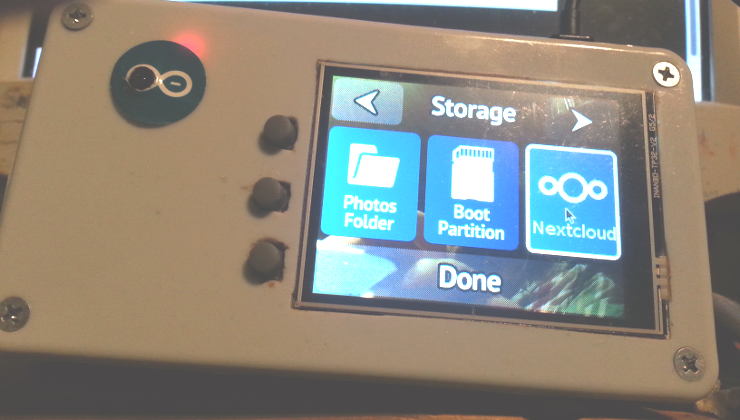 Storage
Photos
Folder
Boot
Partition
Nextcloud
Done